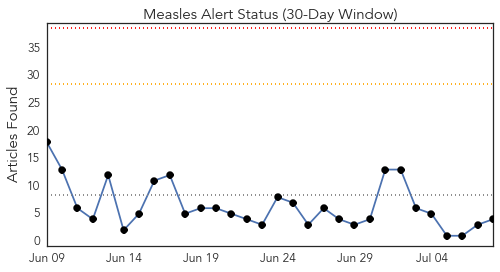 Measles Alert Status (30-Day Window)
Articles Found
35
30
25
20
15
10
5
0
Jun 09
Jun 14
Jun 19
Jun 24
Jun 29
Jul 04